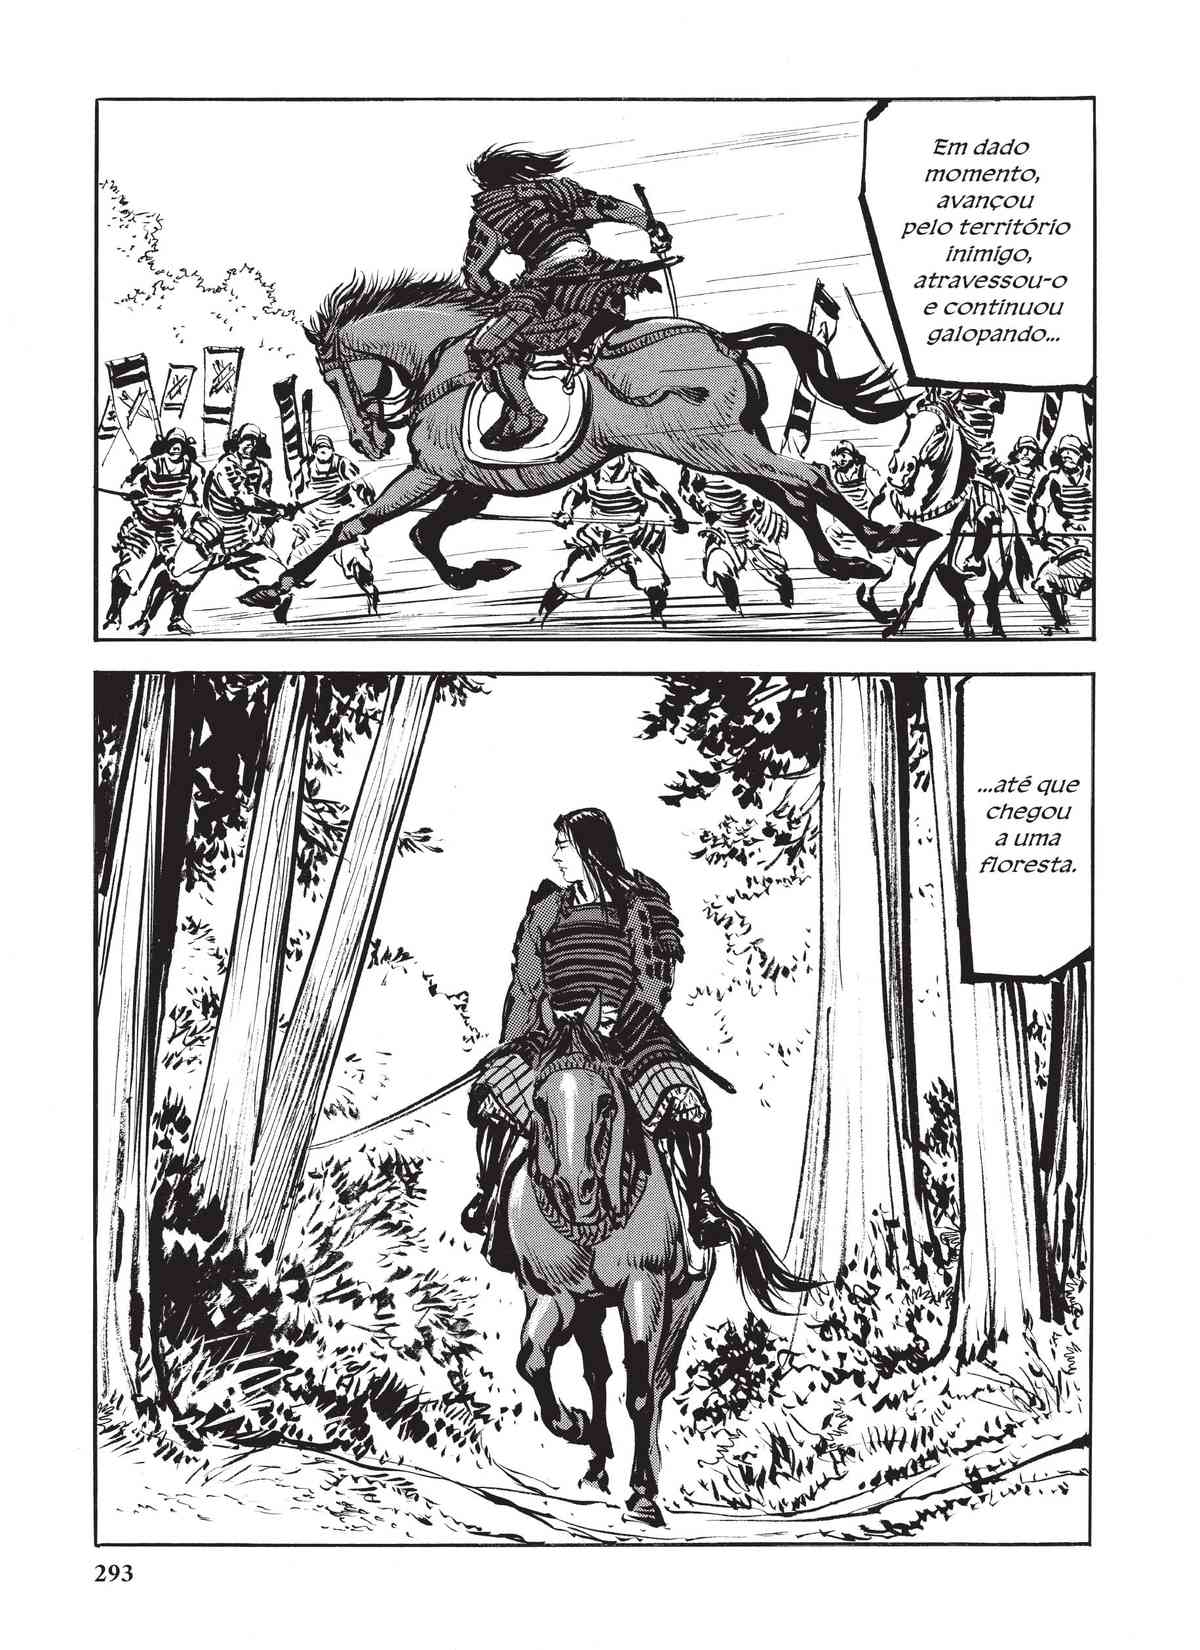 Em dado
momento,
avançou
pelo território
inimigo,
atravessou-o
e continuou
galopando...
...até que
chegou
a uma
floresta.
293